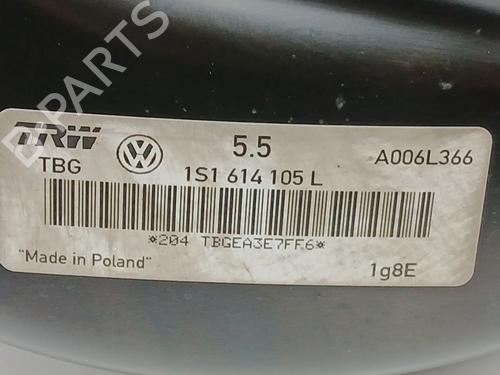 B-PARTS
TRW
TBG
5.5
A006L366
1S1 614 105 L
*204 TBGEA3E7FF6*
"Made in Poland"
1g8E